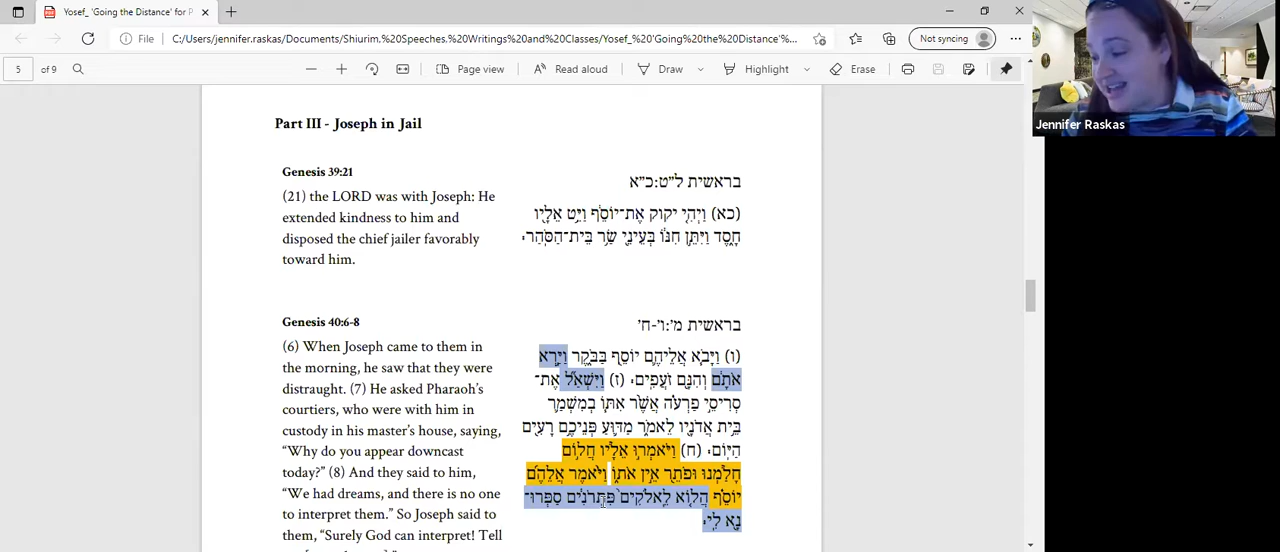 Yosef_ 'Going the Distance' for P
File
C:/Users/jennifer.raskas/Documents/Shiurim.%20Speeches.%20Writings%20and%20Classes/Yosef_%20'Going%20the%20Distance'%...
Not syncing
5 of 9
Page view
Read aloud
Draw
Highlight
Erase
Jennifer Raskas
Part III - Joseph in Jail
Genesis 39:21
(21) the LORD was with Joseph: He
extended kindness to him and
disposed the chief jailer favorably
toward him.
בראשית ל״ט:כ״א
(כא) וַיְהִ֤י יקוק אֶת־יוֹסֵ֔ף וַיֵּ֥ט אֵלָ֖יו
חָ֑סֶד וַיִּתֵּ֣ן חִנּ֔וֹ בְּעֵינֵ֖י שַׂ֥ר בֵּית־הַסֹּֽהַר׃
Genesis 40:6-8
(6) When Joseph came to them in
the morning, he saw that they were
distraught. (7) He asked Pharaoh’s
courtiers, who were with him in
custody in his master’s house, saying,
“Why do you appear downcast
today?” (8) And they said to him,
“We had dreams, and there is no one
to interpret them.” So Joseph said to
them, “Surely God can interpret! Tell
בראשית מ׳:ו׳-ח׳
(ו) וַיָּבֹ֧א אֲלֵיהֶ֛ם יוֹסֵ֖ף בַּבֹּ֑קֶר וַיַּ֣רְא
אֹתָ֔ם וְהִנָּ֖ם זֹעֲפִֽים׃ (ז) וַיִּשְׁאַ֞ל אֶת־
סְרִיסֵ֣י פַרְעֹ֗ה אֲשֶׁ֨ר אִתּ֧וֹ בְמִשְׁמַ֛ר
בֵּ֥ית אֲדֹנָ֖יו לֵאמֹ֑ר מַדּ֛וּעַ פְּנֵיכֶ֥ם רָעִ֖ים
הַיּֽוֹם׃ (ח) וַיֹּאמְר֣וּ אֵלָ֔יו חֲל֣וֹם
חָלַ֔מְנוּ וּפֹתֵ֖ר אֵ֣ין אֹת֑וֹ וַיֹּ֨אמֶר אֲלֵהֶ֜ם
יוֹסֵ֗ף הֲל֤וֹא לֵֽאלֹקִים֙ פִּתְרֹנִ֔ים סַפְּרוּ־
נָ֖א לִֽי׃